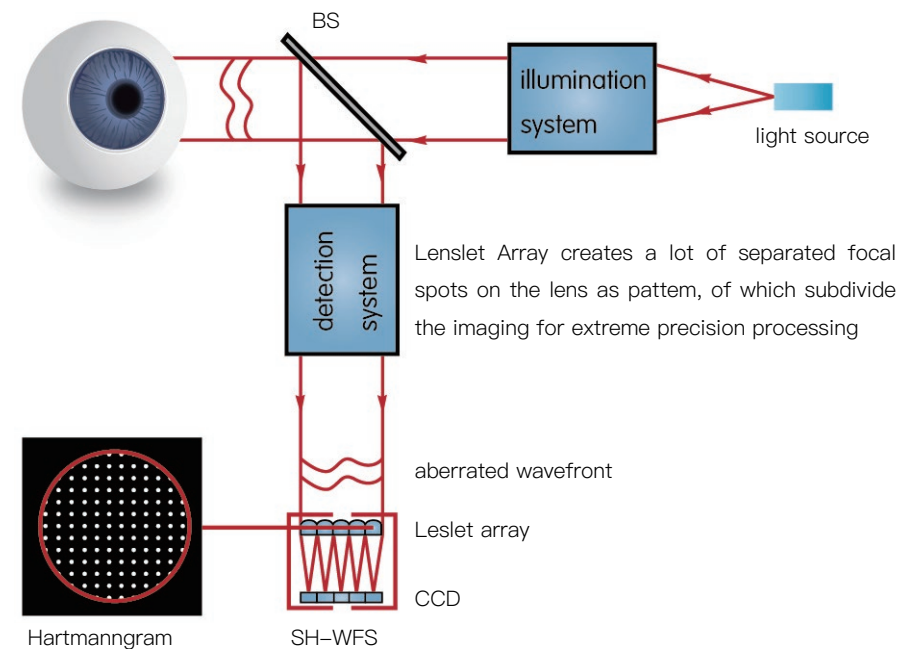 BS
illumination
system
light source
detection
system
Lenslet Array creates a lot of separated focal
spots on the lens as pattem, of which subdivide
the imaging for extreme precision processing
aberrated wavefront
Leslet array
CCD
Hartmanngram
SH-WFS